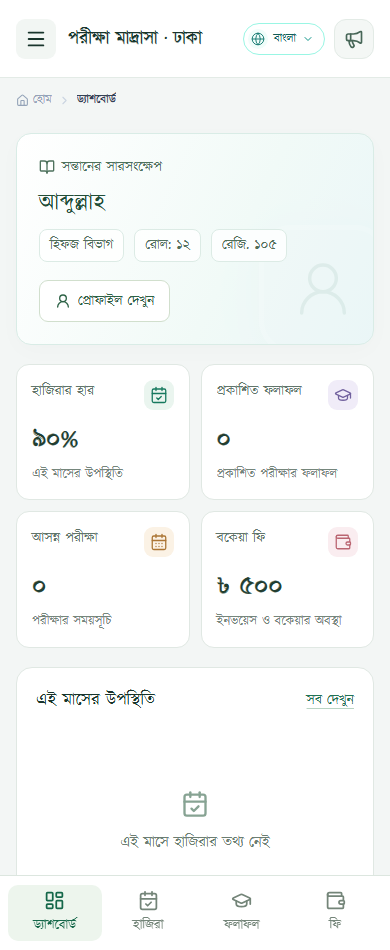 পরীক্ষা মাদ্রাসা · ঢাকা
বাংলা
হোম
ড্যাশবোর্ড
সন্তানের সারসংক্ষেপ
আব্দুল্লাহ
হিফজ বিভাগ
রোল: ১২
রেজি. ১০৫
প্রোফাইল দেখুন
হাজিরার হার
৯০%
এই মাসের উপস্থিতি
প্রকাশিত ফলাফল
০
প্রকাশিত পরীক্ষার ফলাফল
আসন্ন পরীক্ষা
০
পরীক্ষার সময়সূচি
বকেয়া ফি
৳ ৫০০
ইনভয়েস ও বকেয়ার অবস্থা
এই মাসের উপস্থিতি
সব দেখুন
এই মাসে হাজিরার তথ্য নেই
ড্যাশবোর্ড
হাজিরা
ফলাফল
ফি